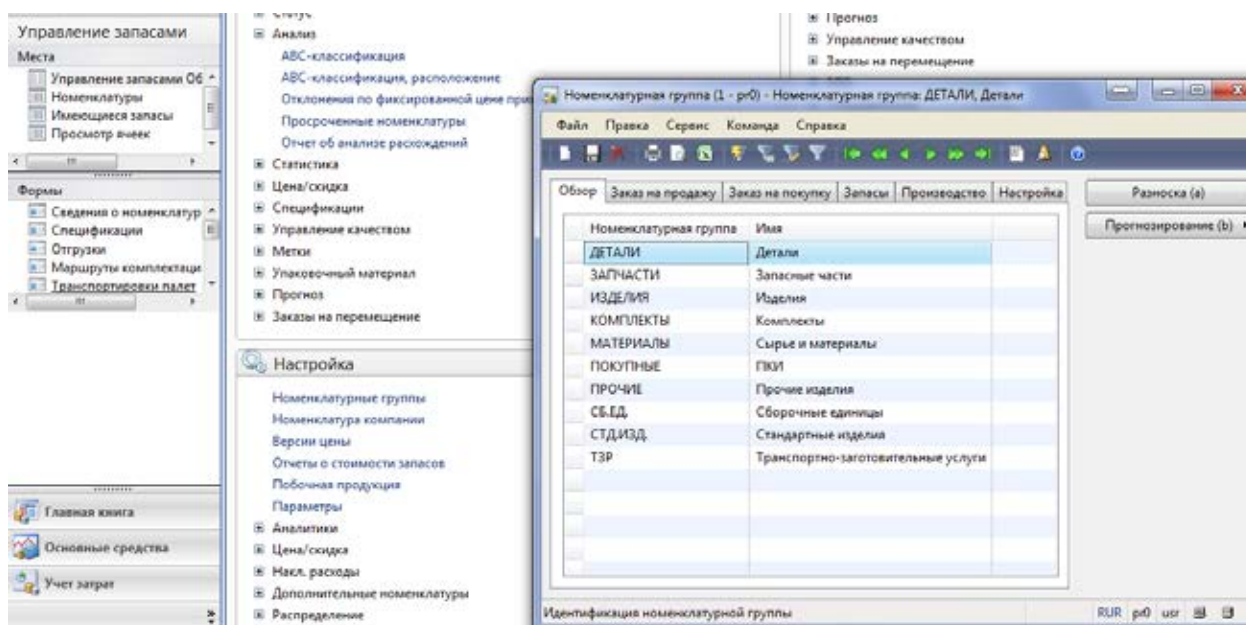 Управление запасами
Места
Управление запасами Об
Номенклатуры
Имеющиеся запасы
Просмотр ячеек
Формы
Сведения о номенклатур
Спецификации
Отгрузки
Маршруты комплектаци
Транспортировки палет
Главная книга
Основные средства
Учет затрат
Статус
Анализ
ABC-классификация
ABC-классификация, расположение
Отклонения по фиксированной цене при
Просроченные номенклатуры
Отчет об анализе расхождений
Статистика
Цена/скидка
Спецификации
Управление качеством
Метки
Упаковочный материал
Прогноз
Заказы на перемещение
Настройка
Номенклатурные группы
Номенклатура компании
Версии цены
Отчеты о стоимости запасов
Побочная продукция
Параметры
Аналитики
Цена/скидка
Накл. расходы
Дополнительные номенклатуры
Распределение
Прогноз
Управление качеством
Заказы на перемещение
Номенклатурная группа (1 - pr0) - Номенклатурная группа: ДЕТАЛИ, Детали
Файл Правка Сервис Команда Справка
Обзор Заказ на продажу Заказ на покупку Запасы Производство Настройка
Номенклатурная группа Имя
ДЕТАЛИ Детали
ЗАПЧАСТИ Запасные части
ИЗДЕЛИЯ Изделия
КОМПЛЕКТЫ Комплекты
МАТЕРИАЛЫ Сырье и материалы
ПОКУПНЫЕ ПКИ
ПРОЧИЕ Прочие изделия
СБ.ЕД. Сборочные единицы
СТД.ИЗД. Стандартные изделия
ТЗР Транспортно-заготовительные услуги
Разноска (a)
Прогнозирование (b)
Идентификация номенклатурной группы
RUR pr0 usr